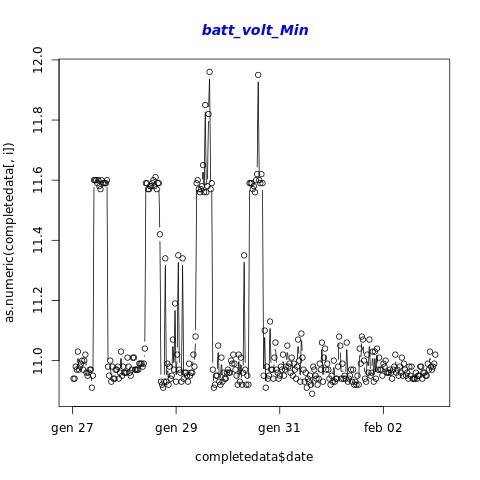 batt_volt_Min
12.0
11.8
11.6
11.4
11.2
11.0
as.numeric(completedata[, i])
gen 27
gen 29
gen 31
feb 02
completedata$date